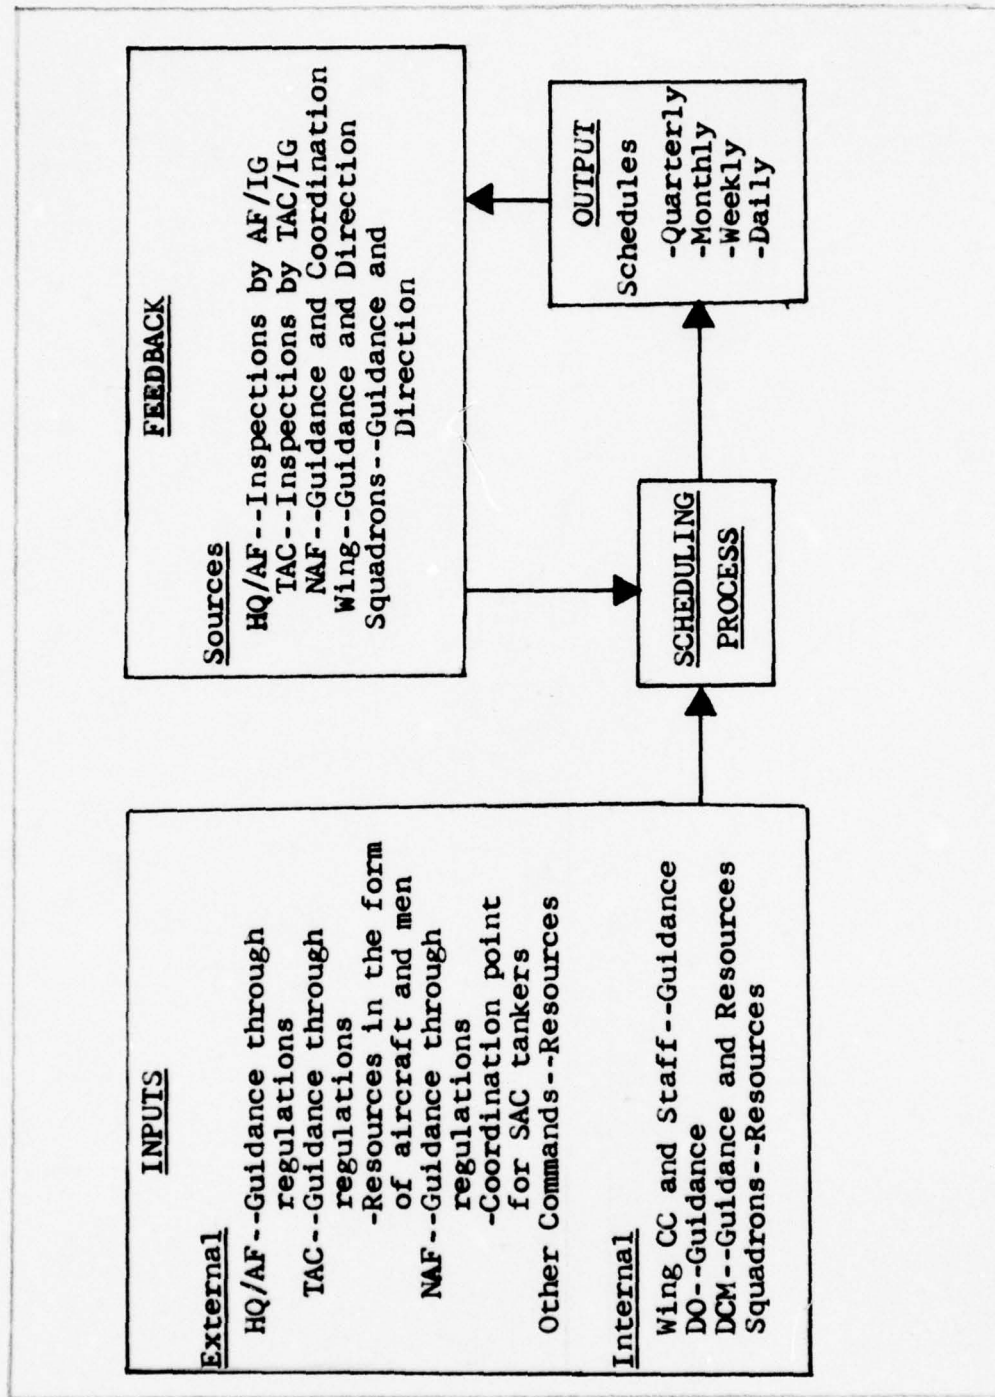 INPUTS
External
HQ/AF--Guidance through
regulations
TAC--Guidance through
regulations
-Resources in the form
of aircraft and men
NAF--Guidance through
regulations
-Coordination point
for SAC tankers
Other Commands--Resources
Internal
Wing CC and Staff--Guidance
DO--Guidance
DCM--Guidance and Resources
Squadrons--Resources
FEEDBACK
Sources
HQ/AF--Inspections by AF/IG
TAC--Inspections by TAC/IG
NAF--Guidance and Coordination
Wing--Guidance and Direction
Squadrons--Guidance and
Direction
SCHEDULING
PROCESS
OUTPUT
Schedules
-Quarterly
-Monthly
-Weekly
-Daily